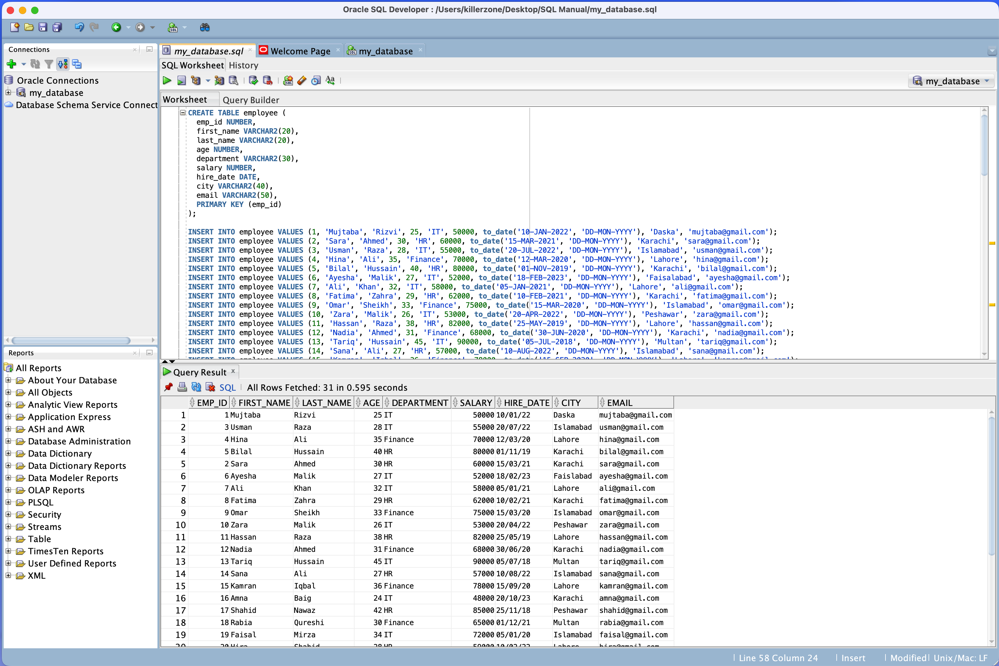 Oracle SQL Developer : /Users/killerzone/Desktop/SQL Manual/my_database.sql
Connections
Oracle Connections
my_database
Database Schema Service Connect
Reports
All Reports
About Your Database
All Objects
Analytic View Reports
Application Express
ASH and AWR
Database Administration
Data Dictionary
Data Dictionary Reports
Data Modeler Reports
OLAP Reports
PLSQL
Security
Streams
Table
TimesTen Reports
User Defined Reports
XML
my_database.sql Welcome Page my_database
SQL Worksheet History
my_database
Worksheet Query Builder
CREATE TABLE employee (
emp_id NUMBER,
first_name VARCHAR2(20),
last_name VARCHAR2(20),
age NUMBER,
department VARCHAR2(30),
salary NUMBER,
hire_date DATE,
city VARCHAR2(40),
email VARCHAR2(50),
PRIMARY KEY (emp_id)
);
INSERT INTO employee VALUES (1, 'Mujtaba', 'Rizvi', 25, 'IT', 50000, to_date('10-JAN-2022', 'DD-MON-YYYY'), 'Daska', 'mujtaba@gmail.com');
INSERT INTO employee VALUES (2, 'Sara', 'Ahmed', 30, 'HR', 60000, to_date('15-MAR-2021', 'DD-MON-YYYY'), 'Karachi', 'sara@gmail.com');
INSERT INTO employee VALUES (3, 'Usman', 'Raza', 28, 'IT', 55000, to_date('20-JUL-2022', 'DD-MON-YYYY'), 'Islamabad', 'usman@gmail.com');
INSERT INTO employee VALUES (4, 'Hina', 'Ali', 35, 'Finance', 70000, to_date('12-MAR-2020', 'DD-MON-YYYY'), 'Lahore', 'hina@gmail.com');
INSERT INTO employee VALUES (5, 'Bilal', 'Hussain', 40, 'HR', 80000, to_date('01-NOV-2019', 'DD-MON-YYYY'), 'Karachi', 'bilal@gmail.com');
INSERT INTO employee VALUES (6, 'Ayesha', 'Malik', 27, 'IT', 52000, to_date('18-FEB-2023', 'DD-MON-YYYY'), 'Faisalabad', 'ayesha@gmail.com');
INSERT INTO employee VALUES (7, 'Ali', 'Khan', 32, 'IT', 58000, to_date('05-JAN-2021', 'DD-MON-YYYY'), 'Lahore', 'ali@gmail.com');
INSERT INTO employee VALUES (8, 'Fatima', 'Zahra', 29, 'HR', 62000, to_date('10-FEB-2021', 'DD-MON-YYYY'), 'Karachi', 'fatima@gmail.com');
INSERT INTO employee VALUES (9, 'Omar', 'Sheikh', 33, 'Finance', 75000, to_date('15-MAR-2020', 'DD-MON-YYYY'), 'Islamabad', 'omar@gmail.com');
INSERT INTO employee VALUES (10, 'Zara', 'Malik', 26, 'IT', 53000, to_date('20-APR-2022', 'DD-MON-YYYY'), 'Peshawar', 'zara@gmail.com');
INSERT INTO employee VALUES (11, 'Hassan', 'Raza', 38, 'HR', 82000, to_date('25-MAY-2019', 'DD-MON-YYYY'), 'Lahore', 'hassan@gmail.com');
INSERT INTO employee VALUES (12, 'Nadia', 'Ahmed', 31, 'Finance', 68000, to_date('30-JUN-2020', 'DD-MON-YYYY'), 'Karachi', 'nadia@gmail.com');
INSERT INTO employee VALUES (13, 'Tariq', 'Hussain', 45, 'IT', 90000, to_date('05-JUL-2018', 'DD-MON-YYYY'), 'Multan', 'tariq@gmail.com');
INSERT INTO employee VALUES (14, 'Sana', 'Ali', 27, 'HR', 57000, to_date('10-AUG-2022', 'DD-MON-YYYY'), 'Islamabad', 'sana@gmail.com');
Query Result
SQL All Rows Fetched: 31 in 0.595 seconds
EMP_ID FIRST_NAME LAST_NAME AGE DEPARTMENT SALARY HIRE_DATE CITY EMAIL
1 1 Mujtaba Rizvi 25 IT 50000 10/01/22 Daska mujtaba@gmail.com
2 3 Usman Raza 28 IT 55000 20/07/22 Islamabad usman@gmail.com
3 4 Hina Ali 35 Finance 70000 12/03/20 Lahore hina@gmail.com
4 5 Bilal Hussain 40 HR 80000 01/11/19 Karachi bilal@gmail.com
5 2 Sara Ahmed 30 HR 60000 15/03/21 Karachi sara@gmail.com
6 6 Ayesha Malik 27 IT 52000 18/02/23 Faislabad ayesha@gmail.com
7 7 Ali Khan 32 IT 58000 05/01/21 Lahore ali@gmail.com
8 8 Fatima Zahra 29 HR 62000 10/02/21 Karachi fatima@gmail.com
9 9 Omar Sheikh 33 Finance 75000 15/03/20 Islamabad omar@gmail.com
10 10 Zara Malik 26 IT 53000 20/04/22 Peshawar zara@gmail.com
11 11 Hassan Raza 38 HR 82000 25/05/19 Lahore hassan@gmail.com
12 12 Nadia Ahmed 31 Finance 68000 30/06/20 Karachi nadia@gmail.com
13 13 Tariq Hussain 45 IT 90000 05/07/18 Multan tariq@gmail.com
14 14 Sana Ali 27 HR 57000 10/08/22 Islamabad sana@gmail.com
15 15 Kamran Iqbal 36 Finance 78000 15/09/20 Lahore kamran@gmail.com
16 16 Amna Baig 24 IT 48000 20/10/23 Karachi amna@gmail.com
17 17 Shahid Nawaz 42 HR 85000 25/11/18 Peshawar shahid@gmail.com
18 18 Rabia Qureshi 30 Finance 65000 01/12/21 Multan rabia@gmail.com
19 19 Faisal Mirza 34 IT 72000 05/01/20 Islamabad faisal@gmail.com
Line 58 Column 24 Insert Modified Unix/Mac: LF